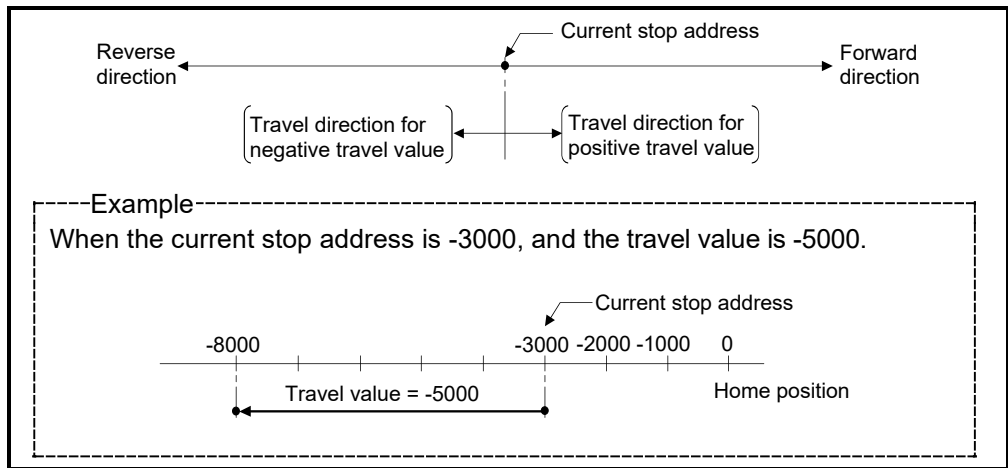 Current stop address
Reverse
direction
Forward
direction
Travel direction for
negative travel value
Travel direction for
positive travel value
Example
When the current stop address is -3000, and the travel value is -5000.
Current stop address
-8000 -3000 -2000 -1000 0
Travel value = -5000
Home position